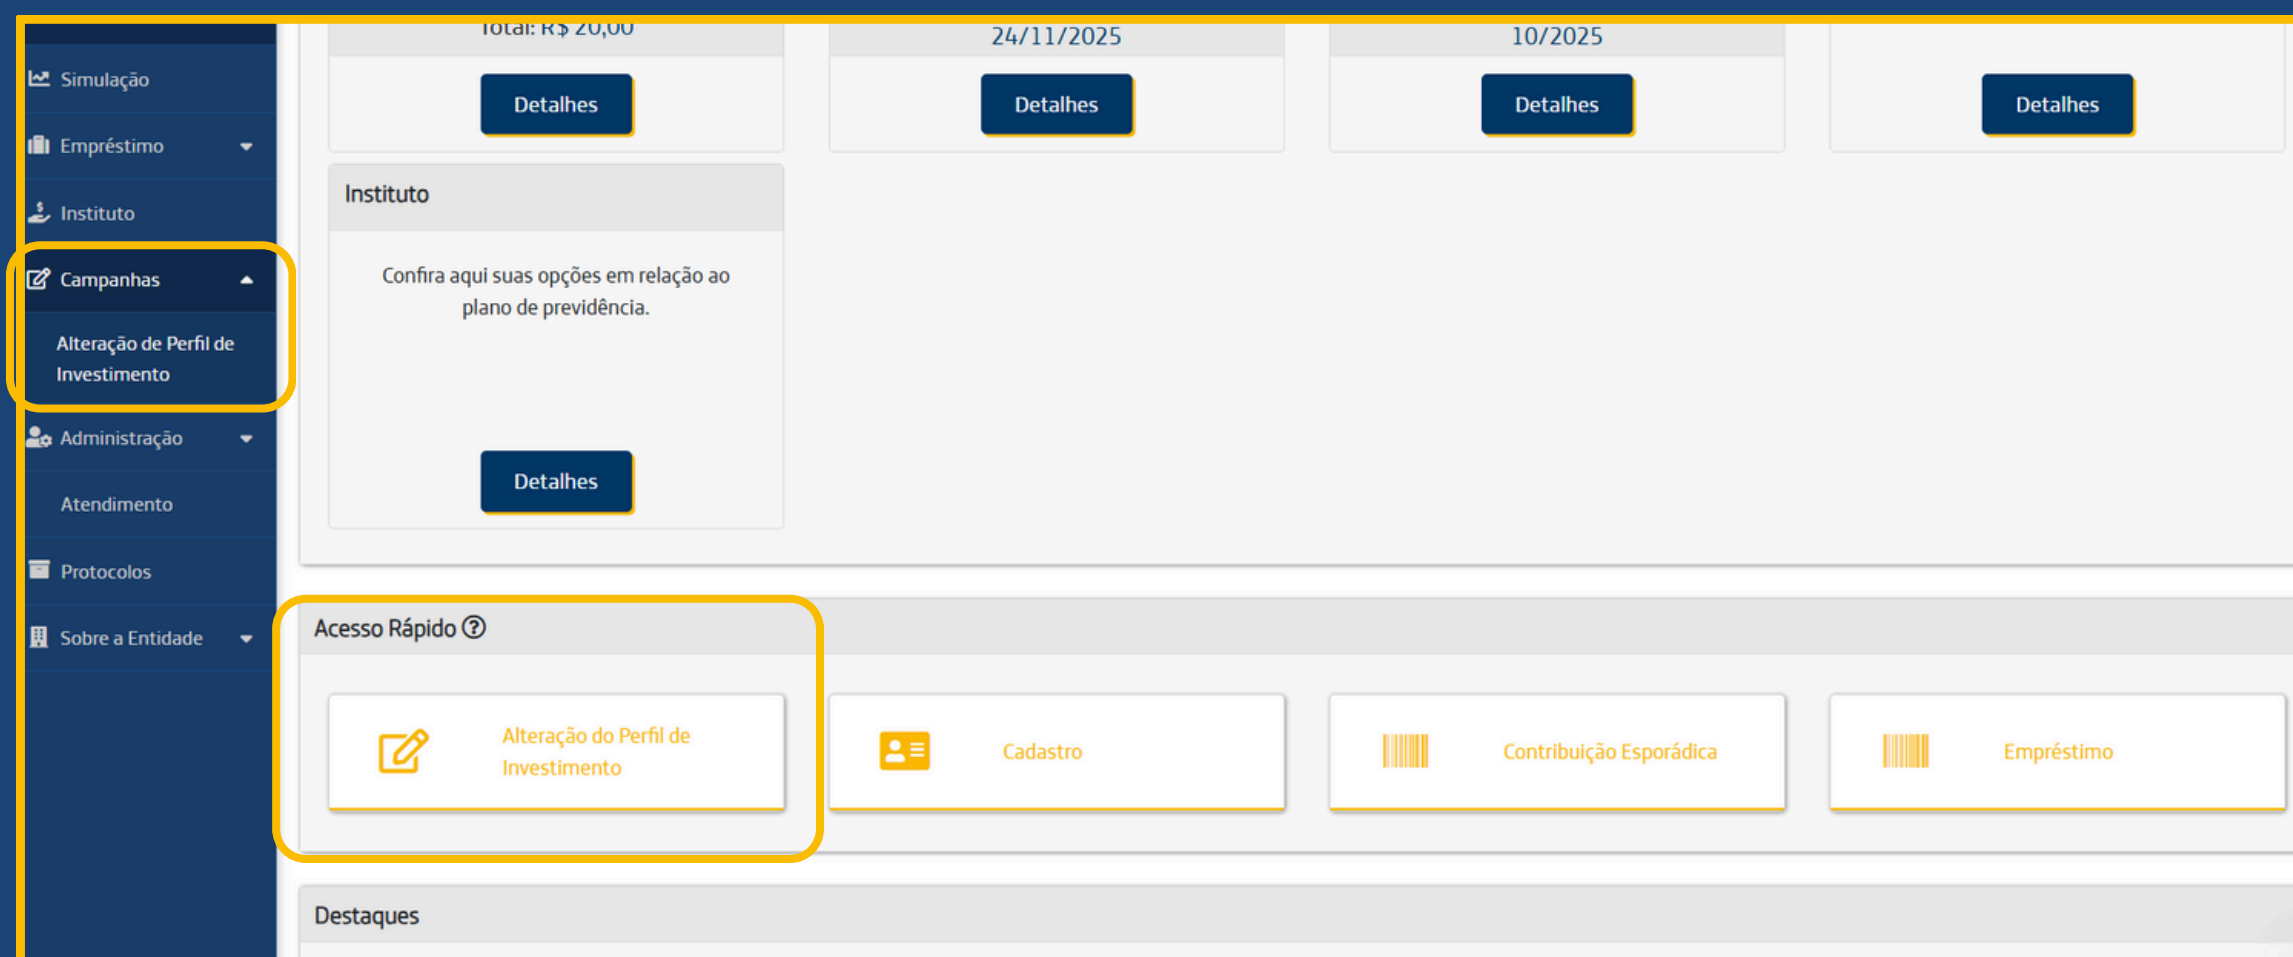 Simulação
Empréstimo
Instituto
Campanhas
Alteração de Perfil de
Investimento
Administração
Atendimento
Protocolos
Sobre a Entidade
Total: R$ 20,00
Detalhes
24/11/2025
Detalhes
10/2025
Detalhes
Detalhes
Instituto
Confira aqui suas opções em relação ao
plano de previdência.
Detalhes
Acesso Rápido
Alteração do Perfil de
Investimento
Cadastro
Contribuição Esporádica
Empréstimo
Destaques